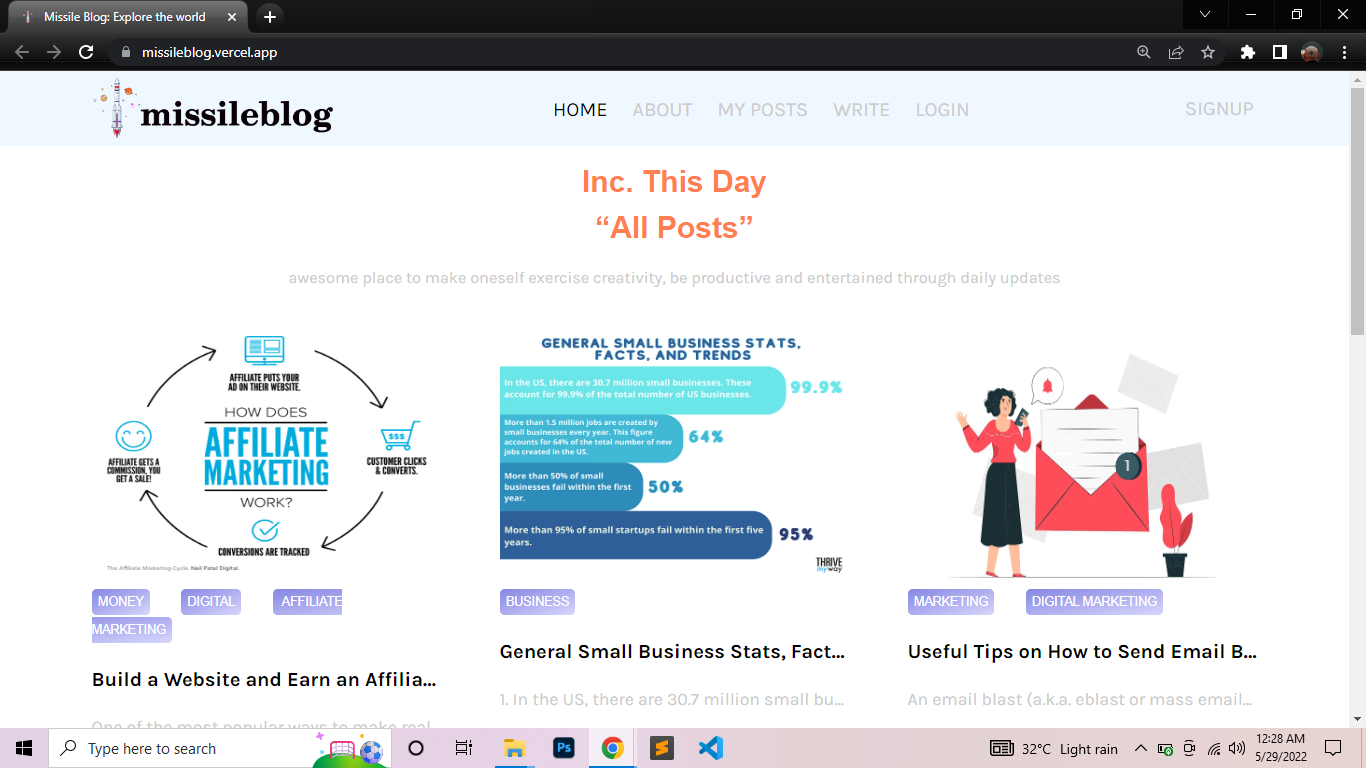 Missile Blog: Explore the world
missileblog.vercel.app
missileblog
HOME ABOUT MY POSTS WRITE LOGIN SIGNUP
Inc. This Day
“All Posts”
awesome place to make oneself exercise creativity, be productive and entertained through daily updates
AFFILIATE PUTS YOUR
AD ON THEIR WEBSITE.
HOW DOES
AFFILIATE
MARKETING
WORK?
$$$
CUSTOMER CLICKS
& CONVERTS.
CONVERSIONS ARE TRACKED
AFFILIATE GETS A
COMMISSION, YOU
GET A SALE!
The Affiliate Marketing Cycle. Neil Patel Digital.
MONEY DIGITAL AFFILIATE
MARKETING
Build a Website and Earn an Affilia...
One of the most popular ways to make real
GENERAL SMALL BUSINESS STATS,
FACTS, AND TRENDS
In the US, there are 30.7 million small businesses. These
account for 99.9% of the total number of US businesses.
99.9%
More than 1.5 million jobs are created by
small businesses every year. This figure
accounts for 64% of the total number of new
jobs created in the US.
64%
More than 50% of small
businesses fail within the first
year.
50%
More than 95% of small startups fail within the first five
years.
95%
THRIVE
my way
BUSINESS
General Small Business Stats, Fact...
1. In the US, there are 30.7 million small bu...
1
MARKETING DIGITAL MARKETING
Useful Tips on How to Send Email B...
An email blast (a.k.a. eblast or mass email...
Type here to search
Ps
32°C Light rain
12:28 AM
5/29/2022